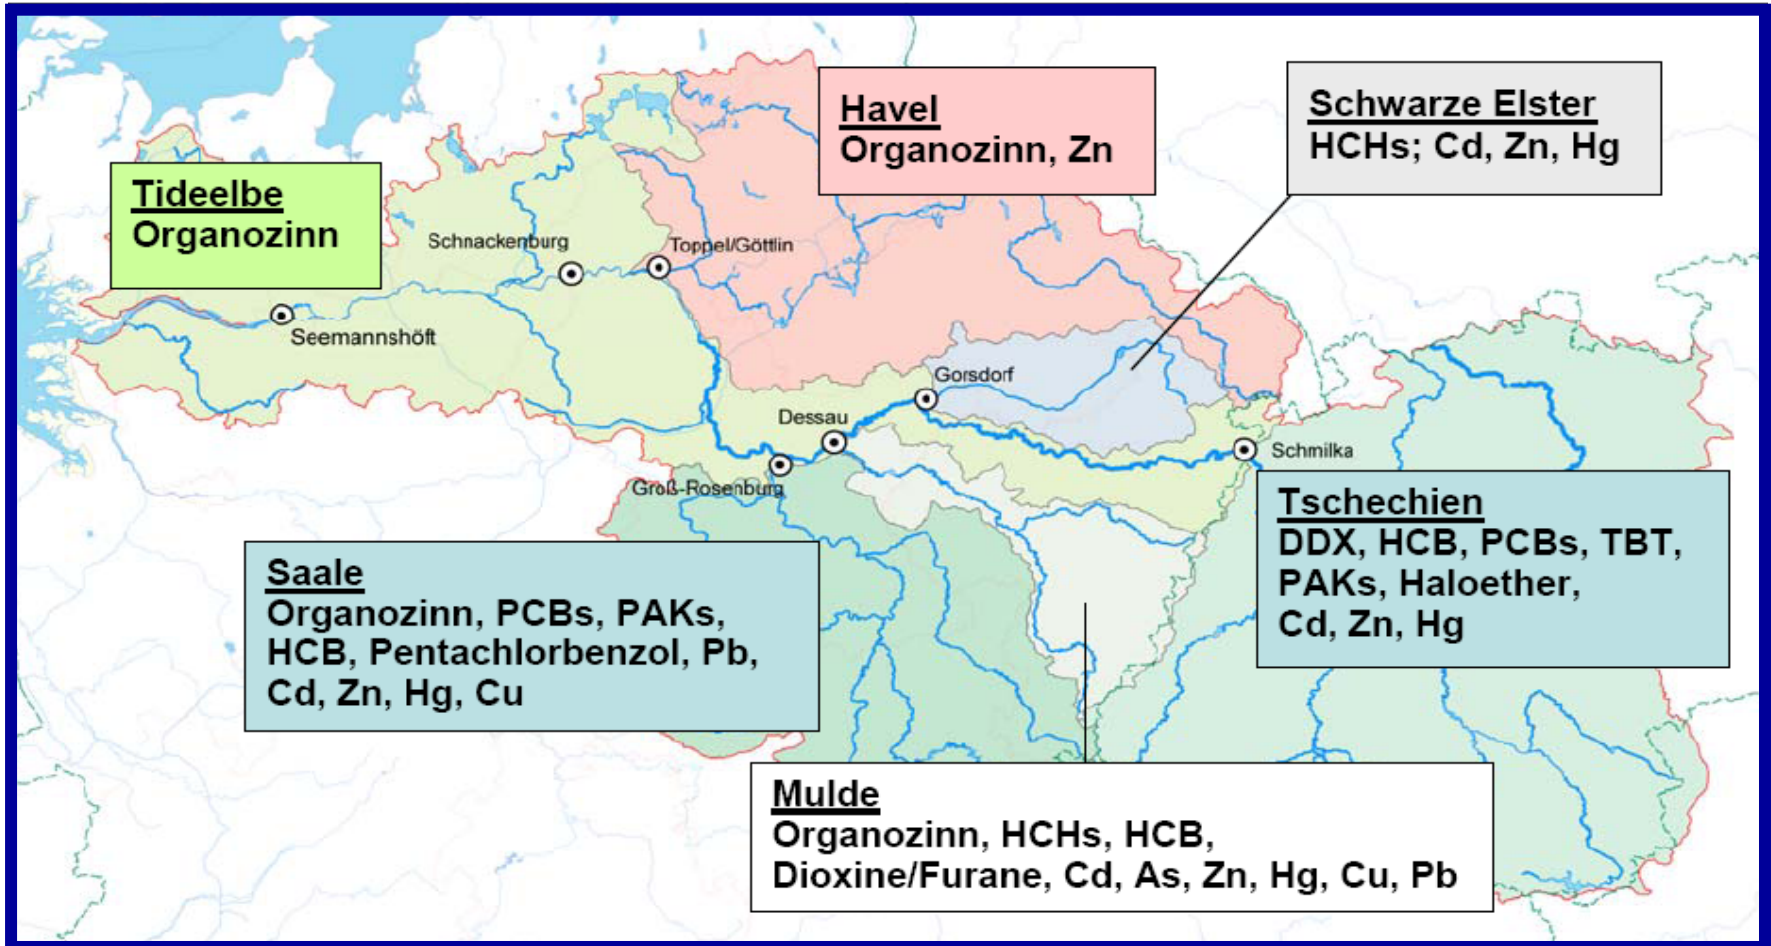 Havel
Organozinn, Zn
Schwarze Elster
HCHs; Cd, Zn, Hg
Tideelbe
Organozinn
Schnackenburg
Toppel/Göttlin
Seemannshöft
Gorsdorf
Dessau
Schmilka
Groß-Rosenburg
Tschechien
DDX, HCB, PCBs, TBT,
PAKs, Haloether,
Cd, Zn, Hg
Saale
Organozinn, PCBs, PAKs,
HCB, Pentachlorbenzol, Pb,
Cd, Zn, Hg, Cu
Mulde
Organozinn, HCHs, HCB,
Dioxine/Furane, Cd, As, Zn, Hg, Cu, Pb